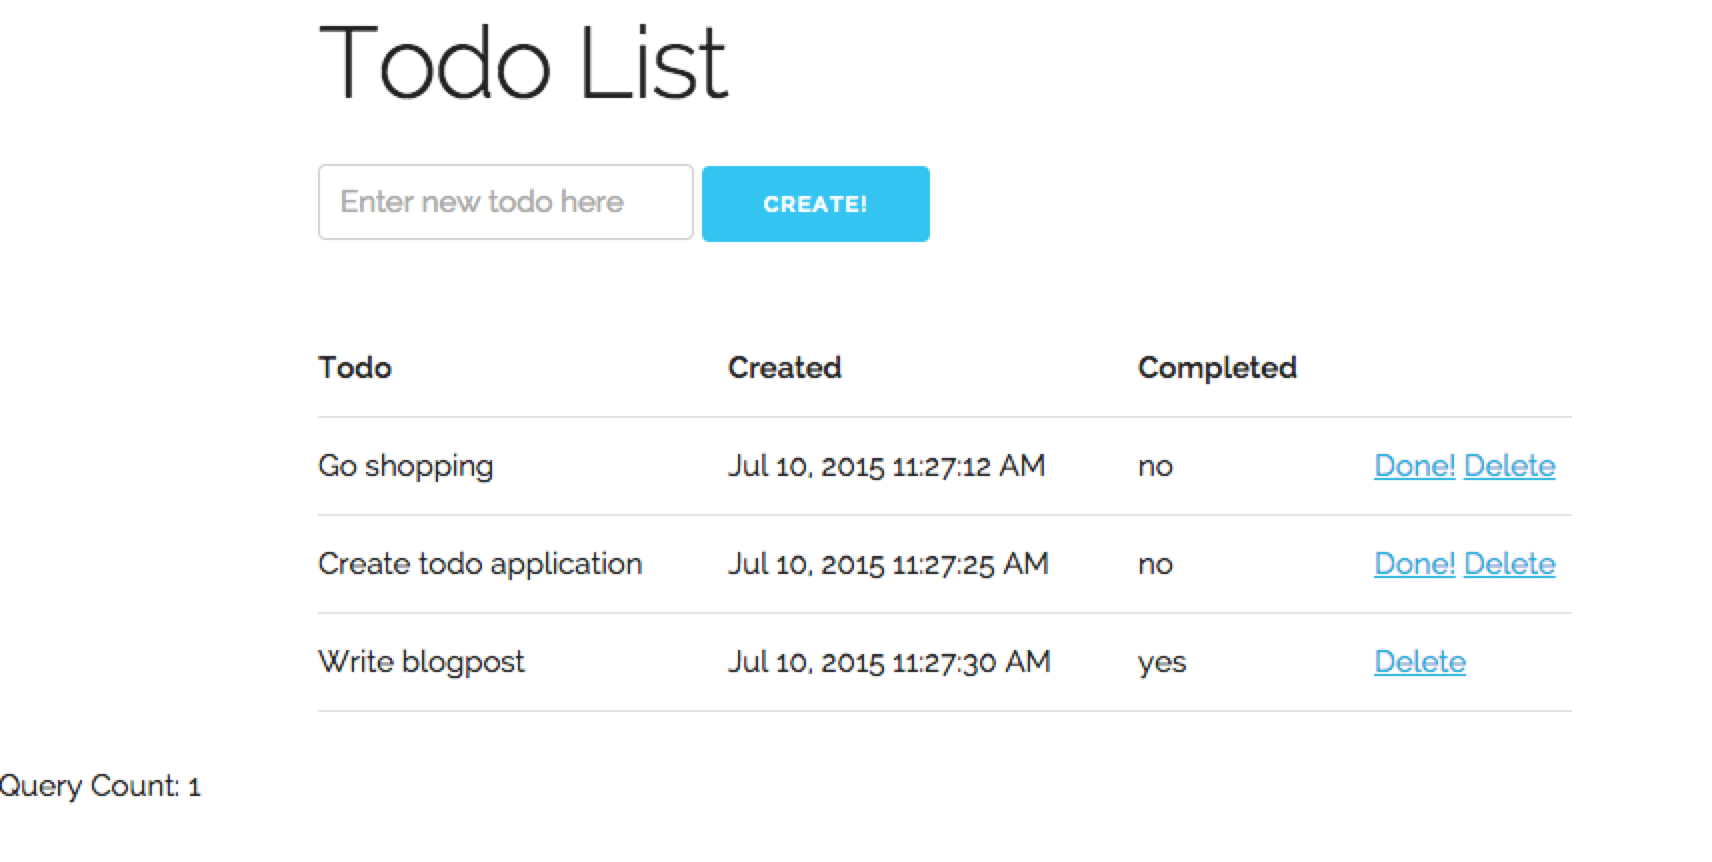 Todo List
Enter new todo here CREATE!
Todo Created Completed
Go shopping Jul 10, 2015 11:27:12 AM no Done! Delete
Create todo application Jul 10, 2015 11:27:25 AM no Done! Delete
Write blogpost Jul 10, 2015 11:27:30 AM yes Delete
Query Count: 1